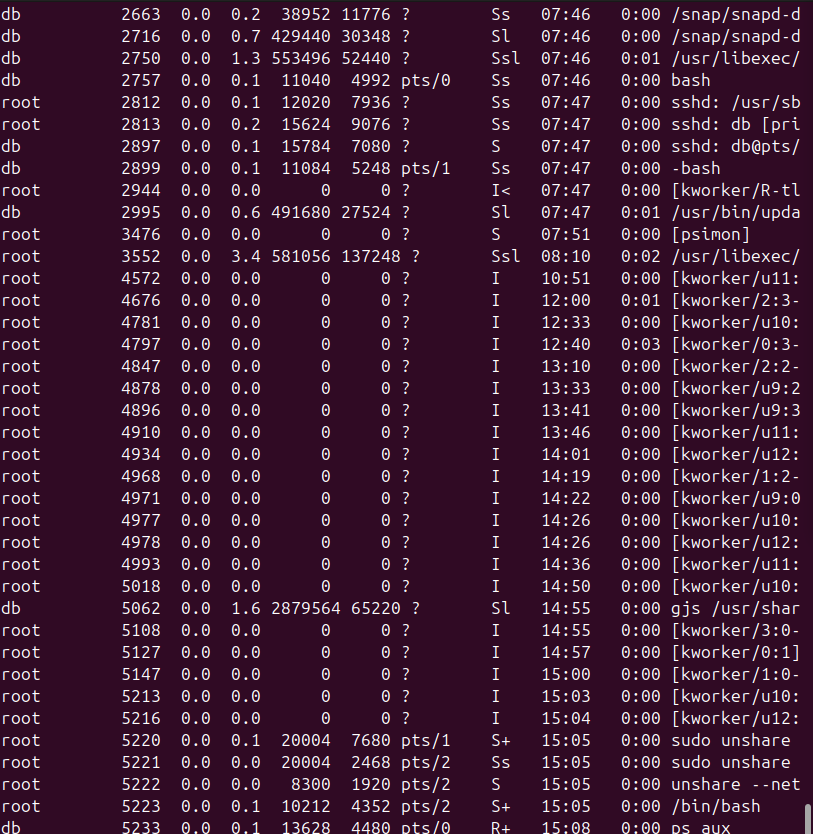 db 2663 0.0 0.2 38952 11776 ? Ss 07:46 0:00 /snap/snapd-d
db 2716 0.0 0.7 429440 30348 ? Sl 07:46 0:00 /snap/snapd-d
db 2750 0.0 1.3 553496 52440 ? Ssl 07:46 0:01 /usr/libexec/
db 2757 0.0 0.1 11040 4992 pts/0 Ss 07:46 0:00 bash
root 2812 0.0 0.1 12020 7936 ? Ss 07:47 0:00 sshd: /usr/sb
root 2813 0.0 0.2 15624 9076 ? Ss 07:47 0:00 sshd: db [pri
db 2897 0.0 0.1 15784 7080 ? S 07:47 0:00 sshd: db@pts/
db 2899 0.0 0.1 11084 5248 pts/1 Ss 07:47 0:00 -bash
root 2944 0.0 0.0 0 0 ? I< 07:47 0:00 [kworker/R-tl
db 2995 0.0 0.6 491680 27524 ? Sl 07:47 0:01 /usr/bin/upda
root 3476 0.0 0.0 0 0 ? S 07:51 0:00 [psimon]
root 3552 0.0 3.4 581056 137248 ? Ssl 08:10 0:02 /usr/libexec/
root 4572 0.0 0.0 0 0 ? I 10:51 0:00 [kworker/u11:
root 4676 0.0 0.0 0 0 ? I 12:00 0:01 [kworker/2:3-
root 4781 0.0 0.0 0 0 ? I 12:33 0:00 [kworker/u10:
root 4797 0.0 0.0 0 0 ? I 12:40 0:03 [kworker/0:3-
root 4847 0.0 0.0 0 0 ? I 13:10 0:00 [kworker/2:2-
root 4878 0.0 0.0 0 0 ? I 13:33 0:00 [kworker/u9:2
root 4896 0.0 0.0 0 0 ? I 13:41 0:00 [kworker/u9:3
root 4910 0.0 0.0 0 0 ? I 13:46 0:00 [kworker/u11:
root 4934 0.0 0.0 0 0 ? I 14:01 0:00 [kworker/u12:
root 4968 0.0 0.0 0 0 ? I 14:19 0:00 [kworker/1:2-
root 4971 0.0 0.0 0 0 ? I 14:22 0:00 [kworker/u9:0
root 4977 0.0 0.0 0 0 ? I 14:26 0:00 [kworker/u10:
root 4978 0.0 0.0 0 0 ? I 14:26 0:00 [kworker/u12:
root 4993 0.0 0.0 0 0 ? I 14:36 0:00 [kworker/u11:
root 5018 0.0 0.0 0 0 ? I 14:50 0:00 [kworker/u10:
db 5062 0.0 1.6 2879564 65220 ? Sl 14:55 0:00 gjs /usr/shar
root 5108 0.0 0.0 0 0 ? I 14:55 0:00 [kworker/3:0-
root 5127 0.0 0.0 0 0 ? I 14:57 0:00 [kworker/0:1]
root 5147 0.0 0.0 0 0 ? I 15:00 0:00 [kworker/1:0-
root 5213 0.0 0.0 0 0 ? I 15:03 0:00 [kworker/u10:
root 5216 0.0 0.0 0 0 ? I 15:04 0:00 [kworker/u12:
root 5220 0.0 0.1 20004 7680 pts/1 S+ 15:05 0:00 sudo unshare
root 5221 0.0 0.0 20004 2468 pts/2 Ss 15:05 0:00 sudo unshare
root 5222 0.0 0.0 8300 1920 pts/2 S 15:05 0:00 unshare --net
root 5223 0.0 0.1 10212 4352 pts/2 S+ 15:05 0:00 /bin/bash
db 5233 0.0 0.1 13628 4480 pts/0 R+ 15:08 0:00 ps aux